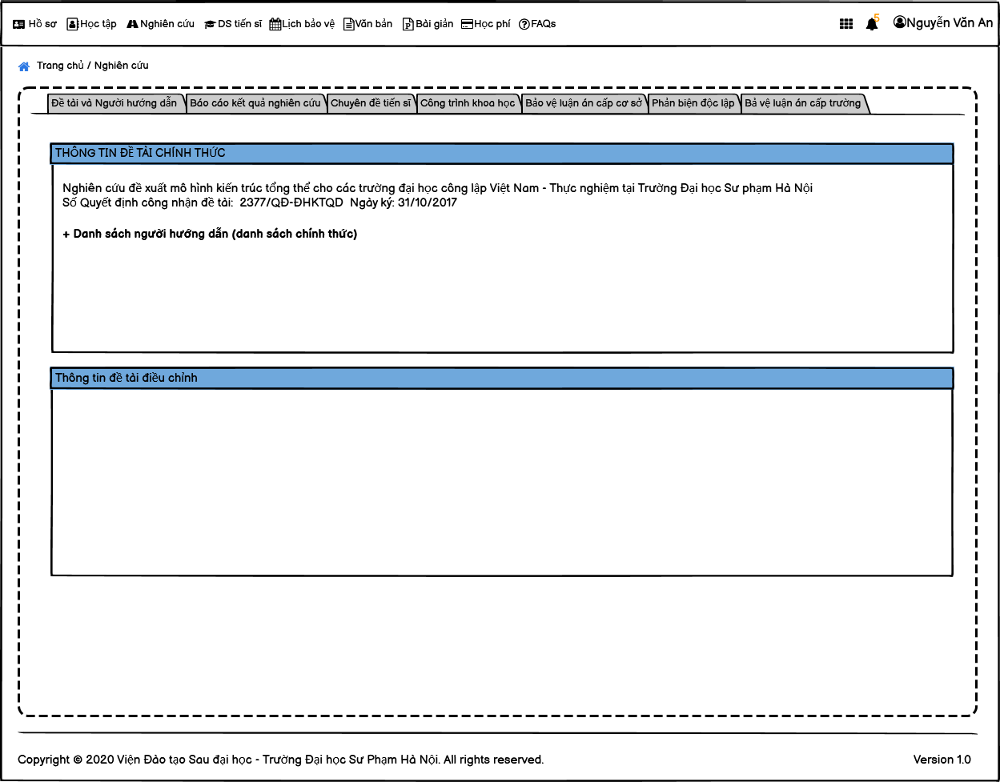 Hồ sơ Học tập Nghiên cứu DS tiến sĩ Lịch bảo vệ Văn bản Bài giản Học phí FAQs 5 Nguyễn Văn An
Trang chủ / Nghiên cứu
Đề tài và Người hướng dẫn Báo cáo kết quả nghiên cứu Chuyên đề tiến sĩ Công trình khoa học Bảo vệ luận án cấp cơ sở Phản biện độc lập Bả vệ luận án cấp trường
THÔNG TIN ĐỀ TÀI CHÍNH THỨC
Nghiên cứu đề xuất mô hình kiến trúc tổng thể cho các trường đại học công lập Việt Nam - Thực nghiệm tại Trường Đại học Sư phạm Hà Nội
Số Quyết định công nhận đề tài: 2377/QĐ-ĐHKTQD Ngày ký: 31/10/2017
+ Danh sách người hướng dẫn (danh sách chính thức)
Thông tin đề tài điều chỉnh
Copyright © 2020 Viện Đào tạo Sau đại học - Trường Đại học Sư Phạm Hà Nội. All rights reserved. Version 1.0